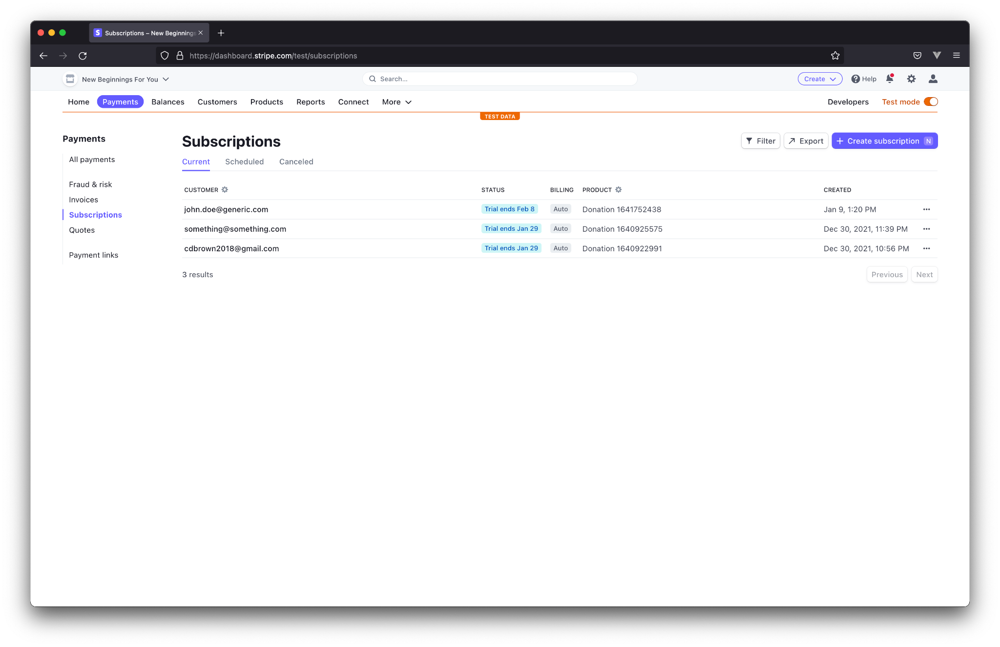 S Subscriptions – New Beginnings
https://dashboard.stripe.com/test/subscriptions
New Beginnings For You
Search...
Create
Help
Home Payments Balances Customers Products Reports Connect More
Developers Test mode
TEST DATA
Payments
All payments
Fraud & risk
Invoices
Subscriptions
Quotes
Payment links
Subscriptions
Filter Export Create subscription N
Current Scheduled Canceled
CUSTOMER STATUS BILLING PRODUCT CREATED
john.doe@generic.com Trial ends Feb 8 Auto Donation 1641752438 Jan 9, 1:20 PM
something@something.com Trial ends Jan 29 Auto Donation 1640925575 Dec 30, 2021, 11:39 PM
cdbrown2018@gmail.com Trial ends Jan 29 Auto Donation 1640922991 Dec 30, 2021, 10:56 PM
3 results
Previous Next